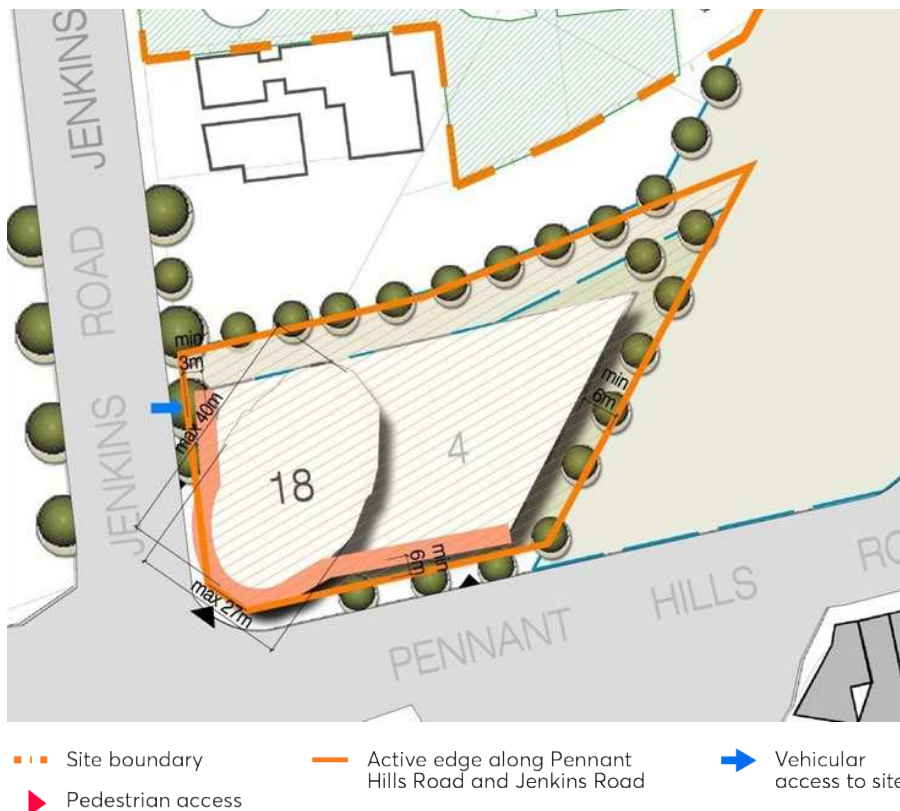 JENKINS
ROAD
JENKINS
min
3m
max 40m
18
4
min
6m
min
6m
max 27m
PENNANT
HILLS
RO
Site boundary
Active edge along Pennant
Hills Road and Jenkins Road
Vehicular
access to site
Pedestrian access